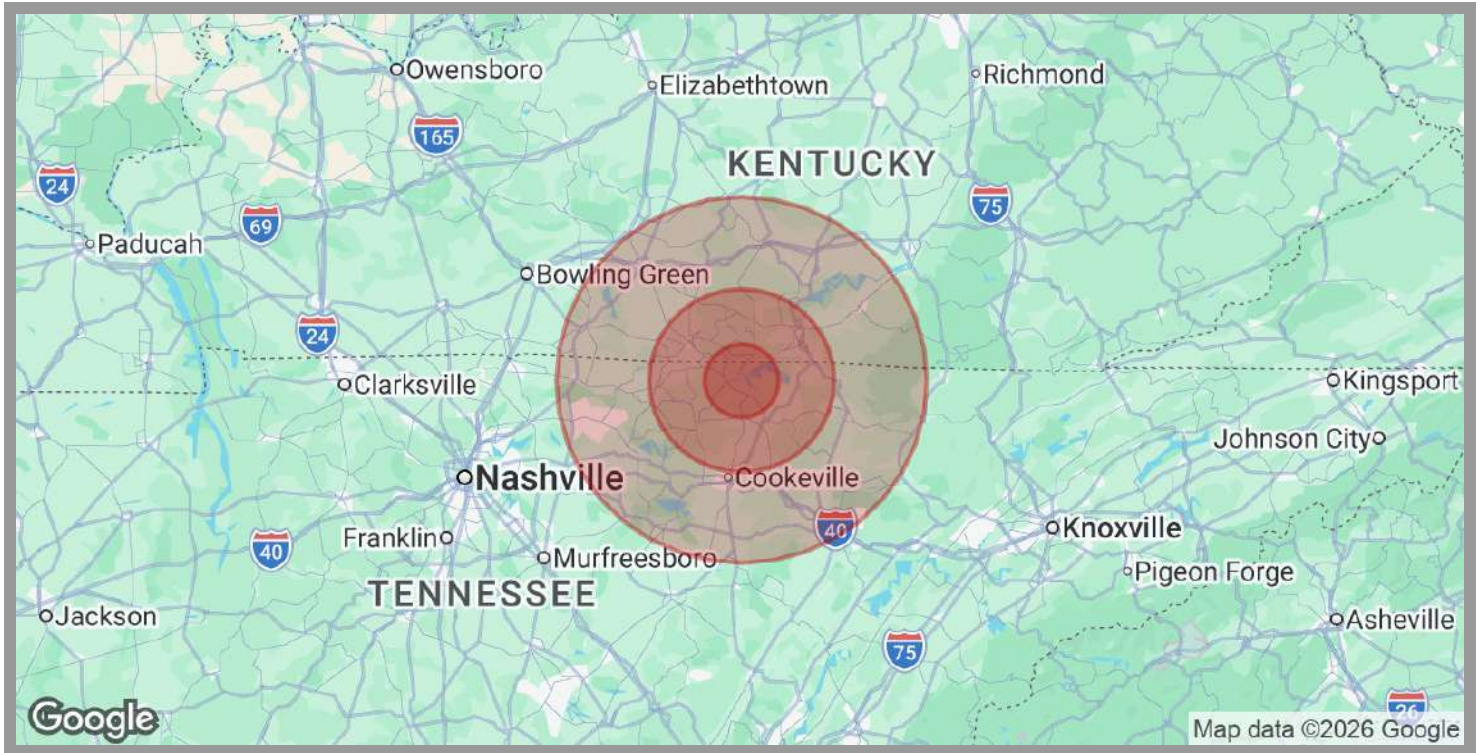 Owensboro
Elizabethtown
Richmond
165
KENTUCKY
24
75
69
Paducah
Bowling Green
24
Clarksville
Kingsport
Johnson City
Nashville
Cookeville
40
Knoxville
Franklin
40
Murfreesboro
Pigeon Forge
TENNESSEE
Jackson
Asheville
75
26
Google
Map data ©2026 Google